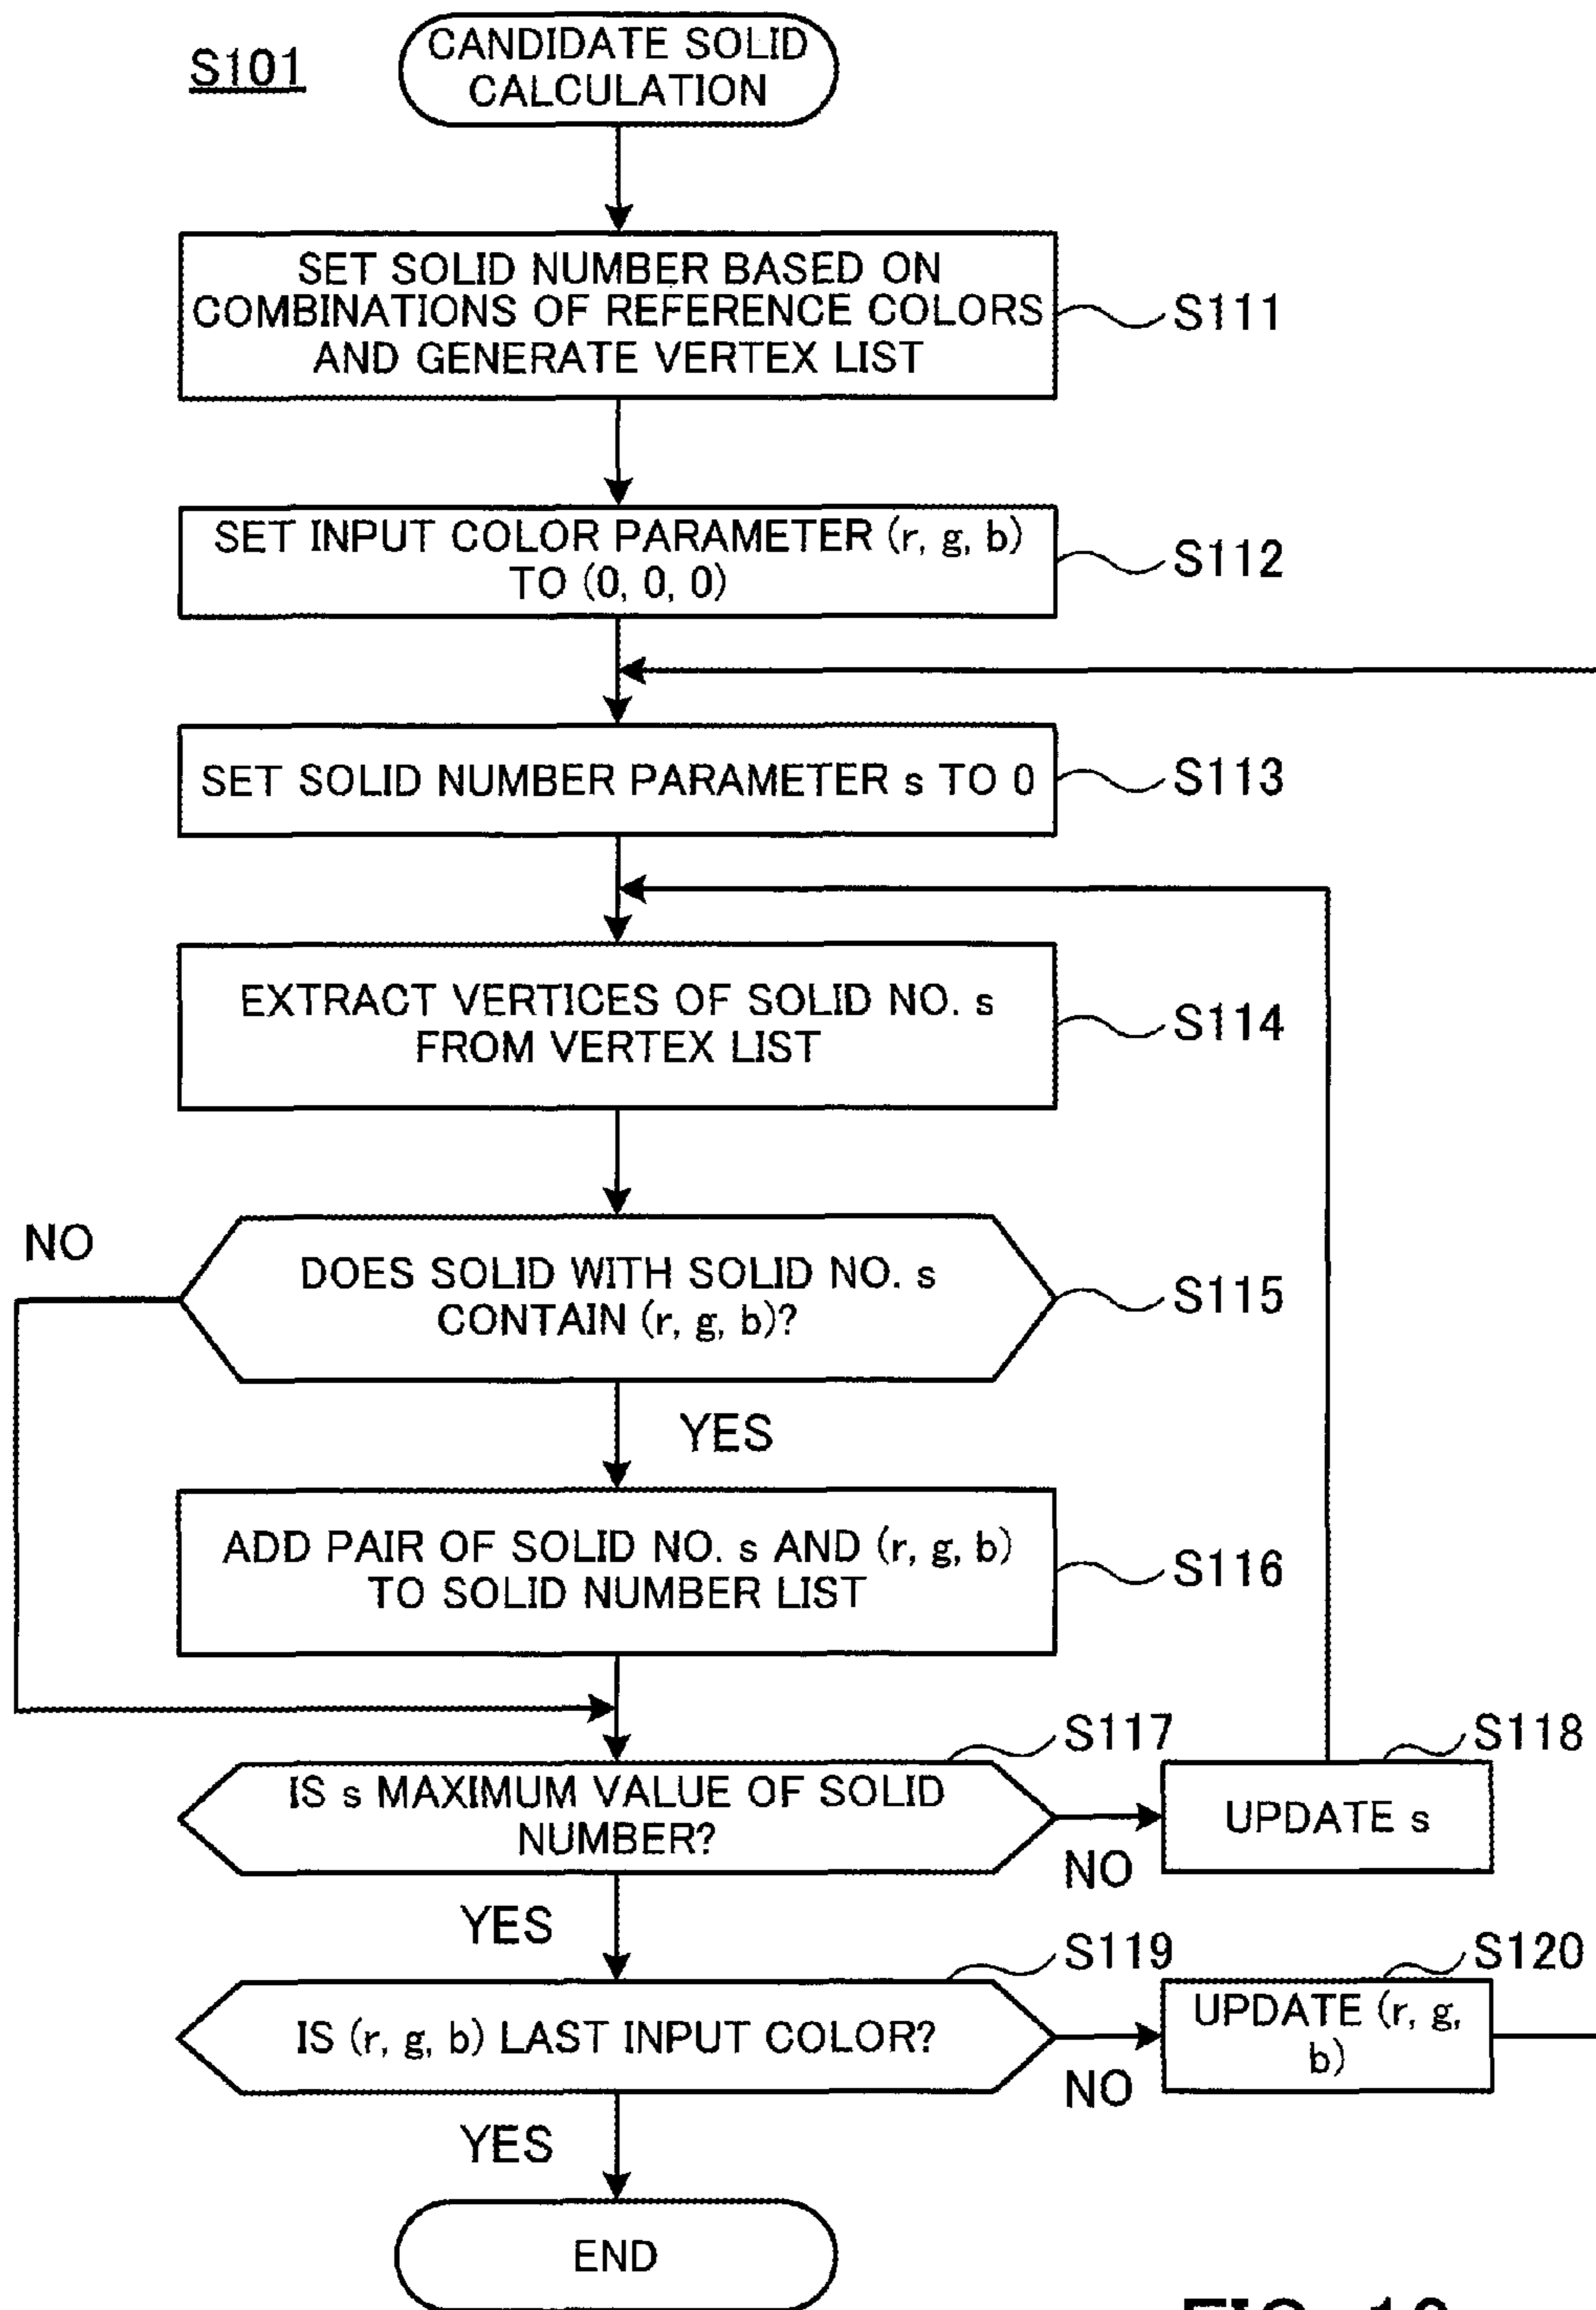 S101
CANDIDATE SOLID
CALCULATION
SET SOLID NUMBER BASED ON
COMBINATIONS OF REFERENCE COLORS
AND GENERATE VERTEX LIST
S111
SET INPUT COLOR PARAMETER (r, g, b)
TO (0, 0, 0)
S112
SET SOLID NUMBER PARAMETER s TO 0
S113
EXTRACT VERTICES OF SOLID NO. s
FROM VERTEX LIST
S114
NO
DOES SOLID WITH SOLID NO. s
CONTAIN (r, g, b)?
S115
YES
ADD PAIR OF SOLID NO. s AND (r, g, b)
TO SOLID NUMBER LIST
S116
IS s MAXIMUM VALUE OF SOLID
NUMBER?
S117
NO
UPDATE s
S118
YES
IS (r, g, b) LAST INPUT COLOR?
S119
NO
UPDATE (r, g,
b)
S120
YES
END